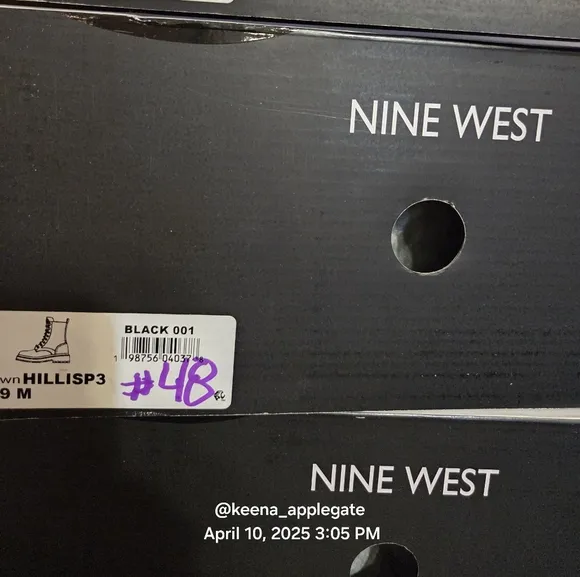 NINE WEST
BLACK 001
wn HILLISP3
9 M
#48
NINE WEST
@keena_applegate
April 10, 2025 3:05 PM